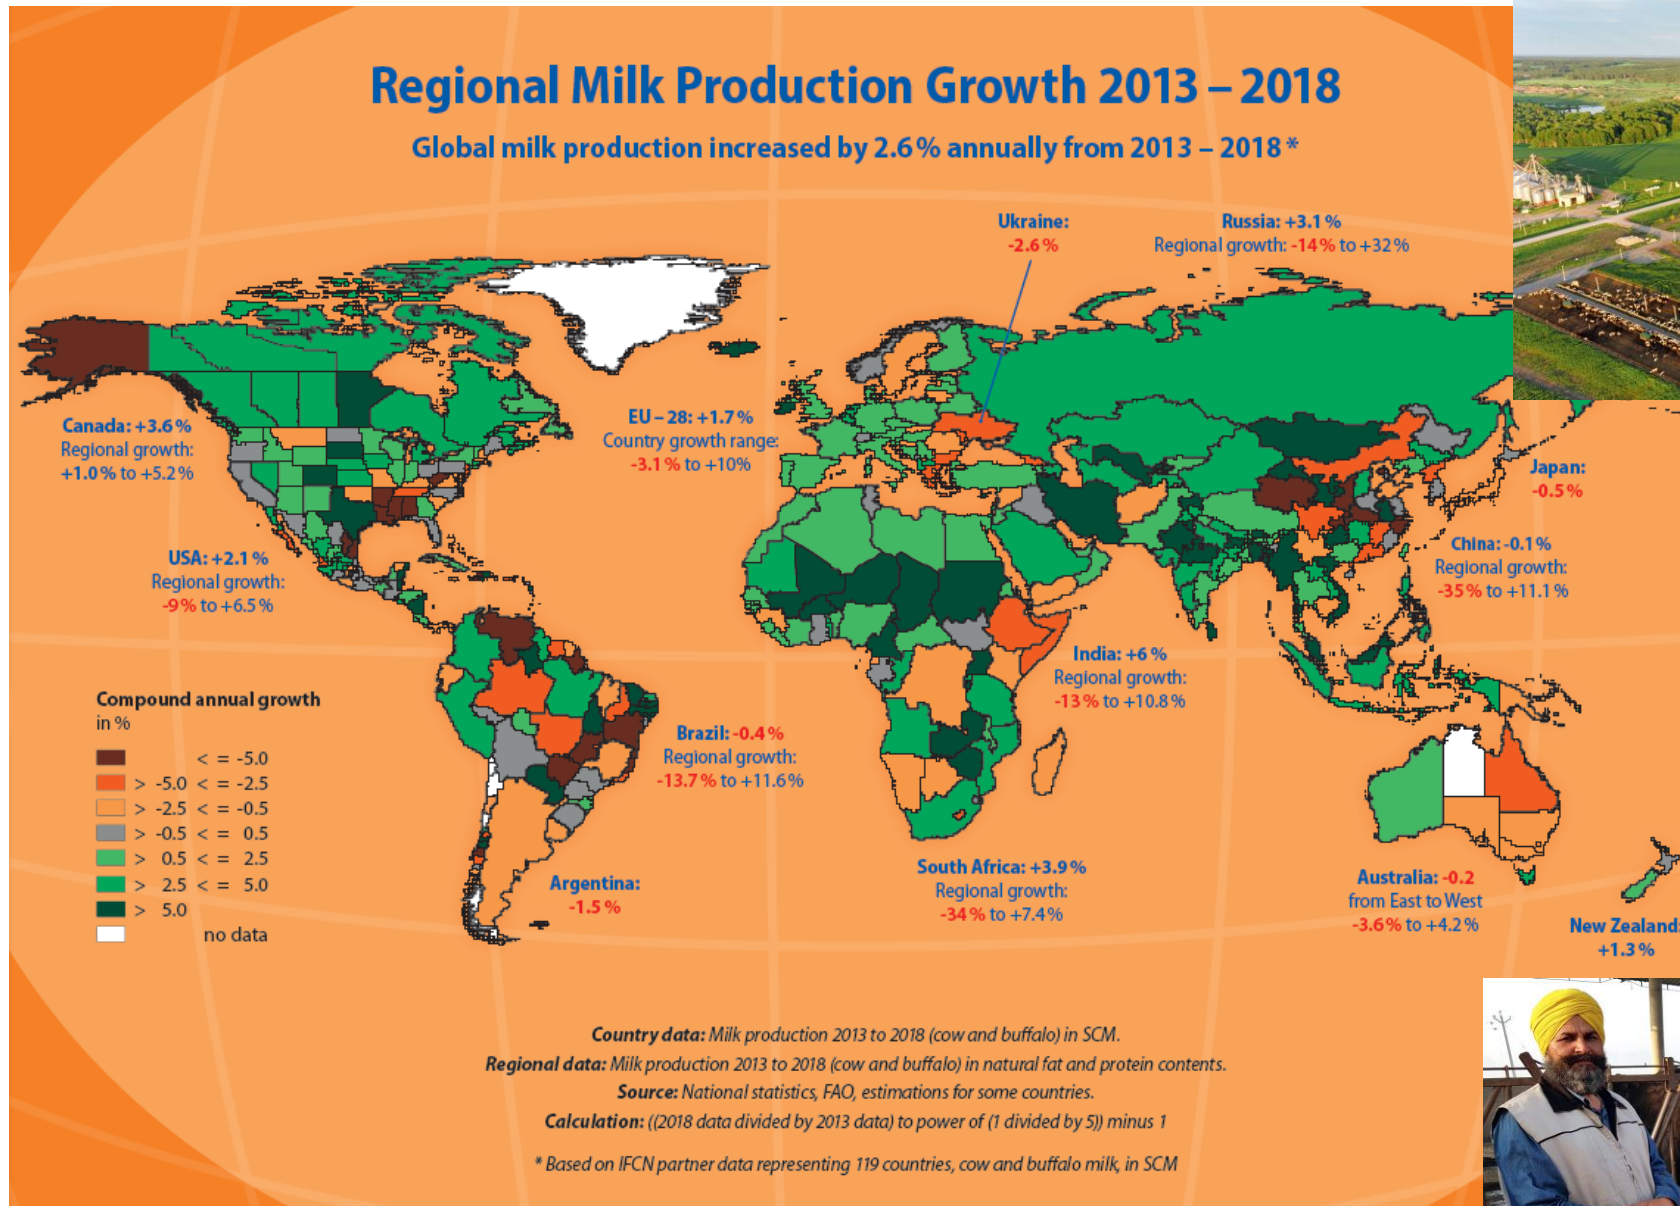 Regional Milk Production Growth 2013 – 2018
Global milk production increased by 2.6% annually from 2013 – 2018*
Ukraine:
-2.6%
Russia: +3.1%
Regional growth: -14% to +32%
Canada: +3.6%
Regional growth:
+1.0% to +5.2%
EU – 28: +1.7%
Country growth range:
-3.1% to +10%
Japan:
-0.5%
USA: +2.1%
Regional growth:
-9% to +6.5%
China: -0.1%
Regional growth:
-35% to +11.1%
India: +6%
Regional growth:
-13% to +10.8%
Brazil: -0.4%
Regional growth:
-13.7% to +11.6%
Argentina:
-1.5%
South Africa: +3.9%
Regional growth:
-34% to +7.4%
Australia: -0.2
from East to West
-3.6% to +4.2%
New Zealand:
+1.3%
Compound annual growth
in %
< = -5.0
> -5.0 < = -2.5
> -2.5 < = -0.5
> -0.5 < = 0.5
> 0.5 < = 2.5
> 2.5 < = 5.0
> 5.0
no data
Country data: Milk production 2013 to 2018 (cow and buffalo) in SCM.
Regional data: Milk production 2013 to 2018 (cow and buffalo) in natural fat and protein contents.
Source: National statistics, FAO, estimations for some countries.
Calculation: ((2018 data divided by 2013 data) to power of (1 divided by 5)) minus 1
* Based on IFCN partner data representing 119 countries, cow and buffalo milk, in SCM